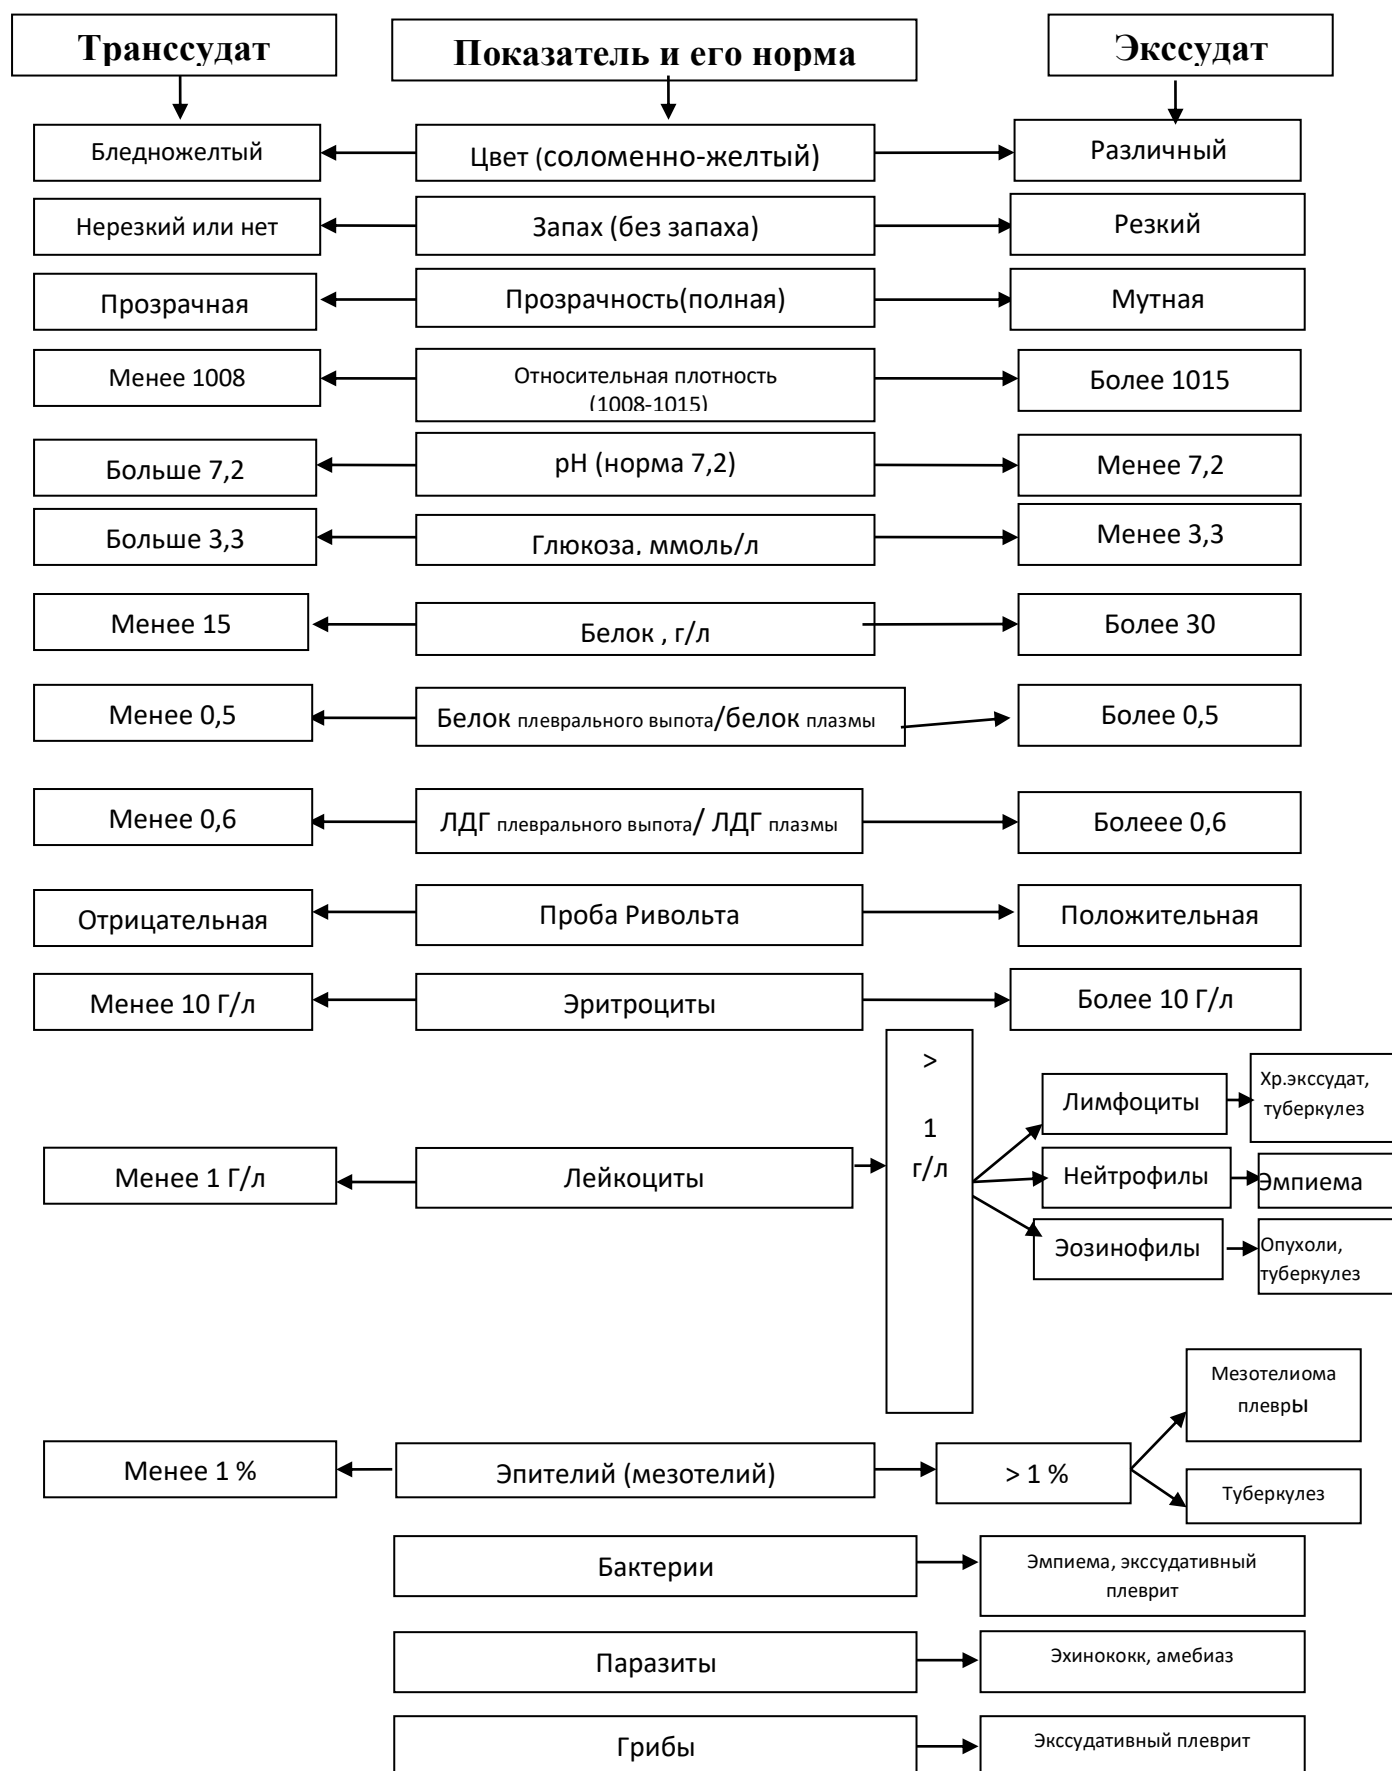 Транссудат
Показатель и его норма
Экссудат
Бледножелтый
Цвет (соломенно-желтый)
Различный
Нерезкий или нет
Запах (без запаха)
Резкий
Прозрачная
Прозрачность(полная)
Мутная
Менее 1008
Относительная плотность
(1008-1015)
Более 1015
Больше 7,2
рН (норма 7,2)
Менее 7,2
Больше 3,3
Глюкоза, ммоль/л
Менее 3,3
Менее 15
Белок , г/л
Более 30
Менее 0,5
Белок плеврального выпота/белок плазмы
Более 0,5
Менее 0,6
ЛДГ плеврального выпота/ ЛДГ плазмы
Болеее 0,6
Отрицательная
Проба Ривольта
Положительная
Менее 10 Г/л
Эритроциты
Более 10 Г/л
Менее 1 Г/л
Лейкоциты
>
1
г/л
Лимфоциты
Хр.экссудат,
туберкулез
Нейтрофилы
Эмпиема
Эозинофилы
Опухоли,
туберкулез
Менее 1 %
Эпителий (мезотелий)
> 1 %
Мезотелиома
плевры
Туберкулез
Бактерии
Эмпиема, экссудативный
плеврит
Паразиты
Эхинококк, амебиаз
Грибы
Экссудативный плеврит